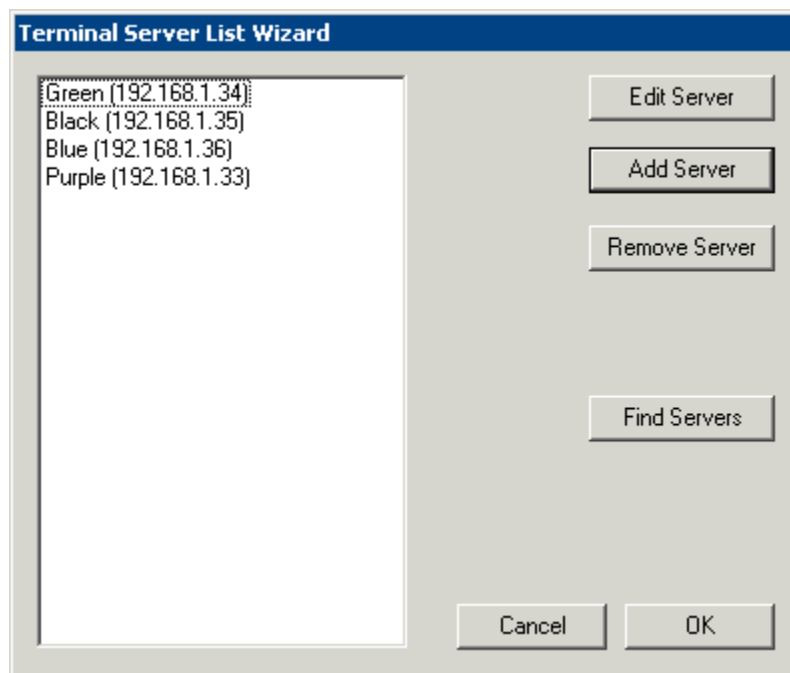 Terminal Server List Wizard
Green (192.168.1.34)
Black (192.168.1.35)
Blue (192.168.1.36)
Purple (192.168.1.33)
Edit Server
Add Server
Remove Server
Find Servers
Cancel
OK